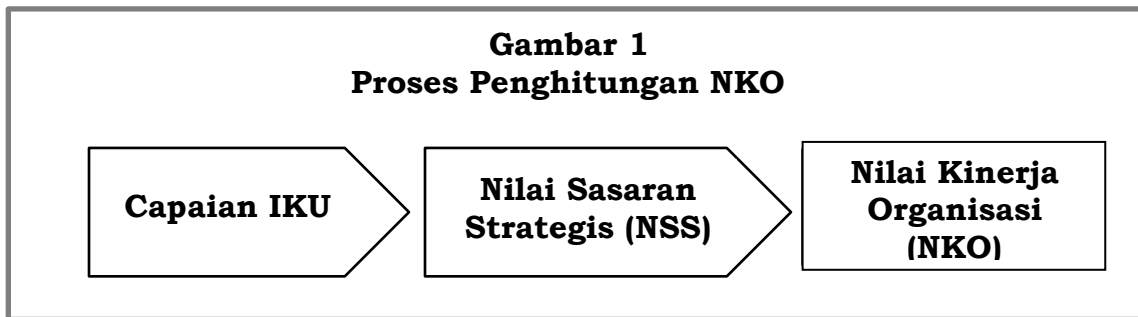 Gambar 1
Proses Penghitungan NKO
Capaian IKU
Nilai Sasaran
Strategis (NSS)
Nilai Kinerja
Organisasi
(NKO)